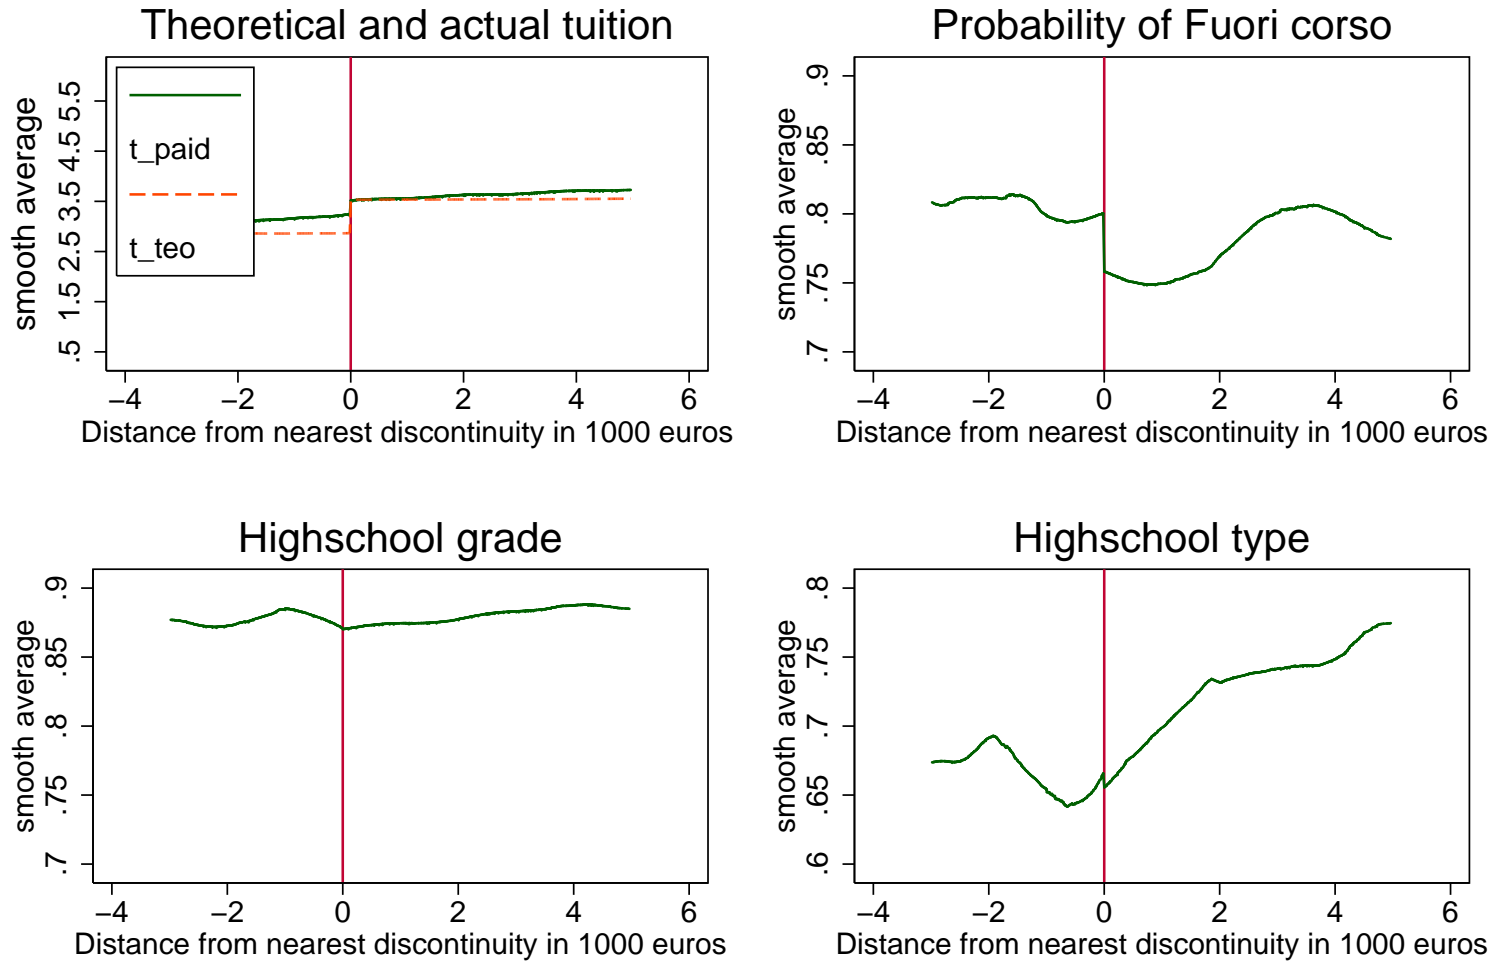 Theoretical and actual tuition
smooth average
.5 1.5 2.5 3.5 4.5 5.5
t_paid
t_teo
−4 −2 0 2 4 6
Distance from nearest discontinuity in 1000 euros
Probability of Fuori corso
smooth average
.7 .75 .8 .85 .9
−4 −2 0 2 4 6
Distance from nearest discontinuity in 1000 euros
Highschool grade
smooth average
.7 .75 .8 .85 .9
−4 −2 0 2 4 6
Distance from nearest discontinuity in 1000 euros
Highschool type
smooth average
.6 .65 .7 .75 .8
−4 −2 0 2 4 6
Distance from nearest discontinuity in 1000 euros